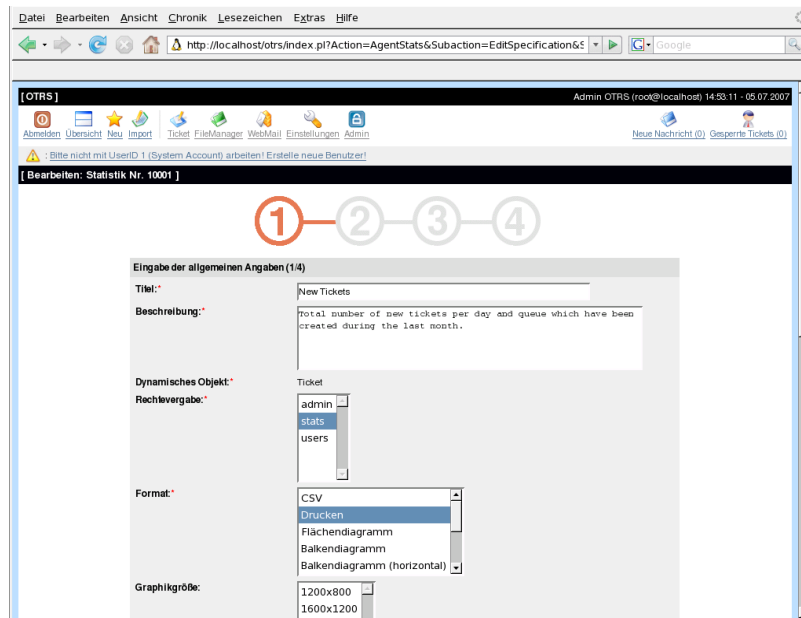 Datei Bearbeiten Ansicht Chronik Lesezeichen Extras Hilfe
http://localhost/otrs/index.pl?Action=AgentStats&Subaction=EditSpecification&S
G Google
[ OTRS ] Admin OTRS (root@localhost) 14:53:11 - 05.07.2007
Abmelden Übersicht Neu Import Ticket FileManager WebMail Einstellungen Admin Neue Nachricht (0) Gesperrte Tickets (0)
: Bitte nicht mit UserID 1 (System Account) arbeiten! Erstelle neue Benutzer!
[ Bearbeiten: Statistik Nr. 10001 ]
1 2 3 4
Eingabe der allgemeinen Angaben (1/4)
Titel:* New Tickets
Beschreibung:* Total number of new tickets per day and queue which have been
created during the last month.
Dynamisches Objekt:* Ticket
Rechtevergabe:* admin
stats
users
Format:* CSV
Drucken
Flächendiagramm
Balkendiagramm
Balkendiagramm (horizontal)
Graphikgröße: 1200x800
1600x1200